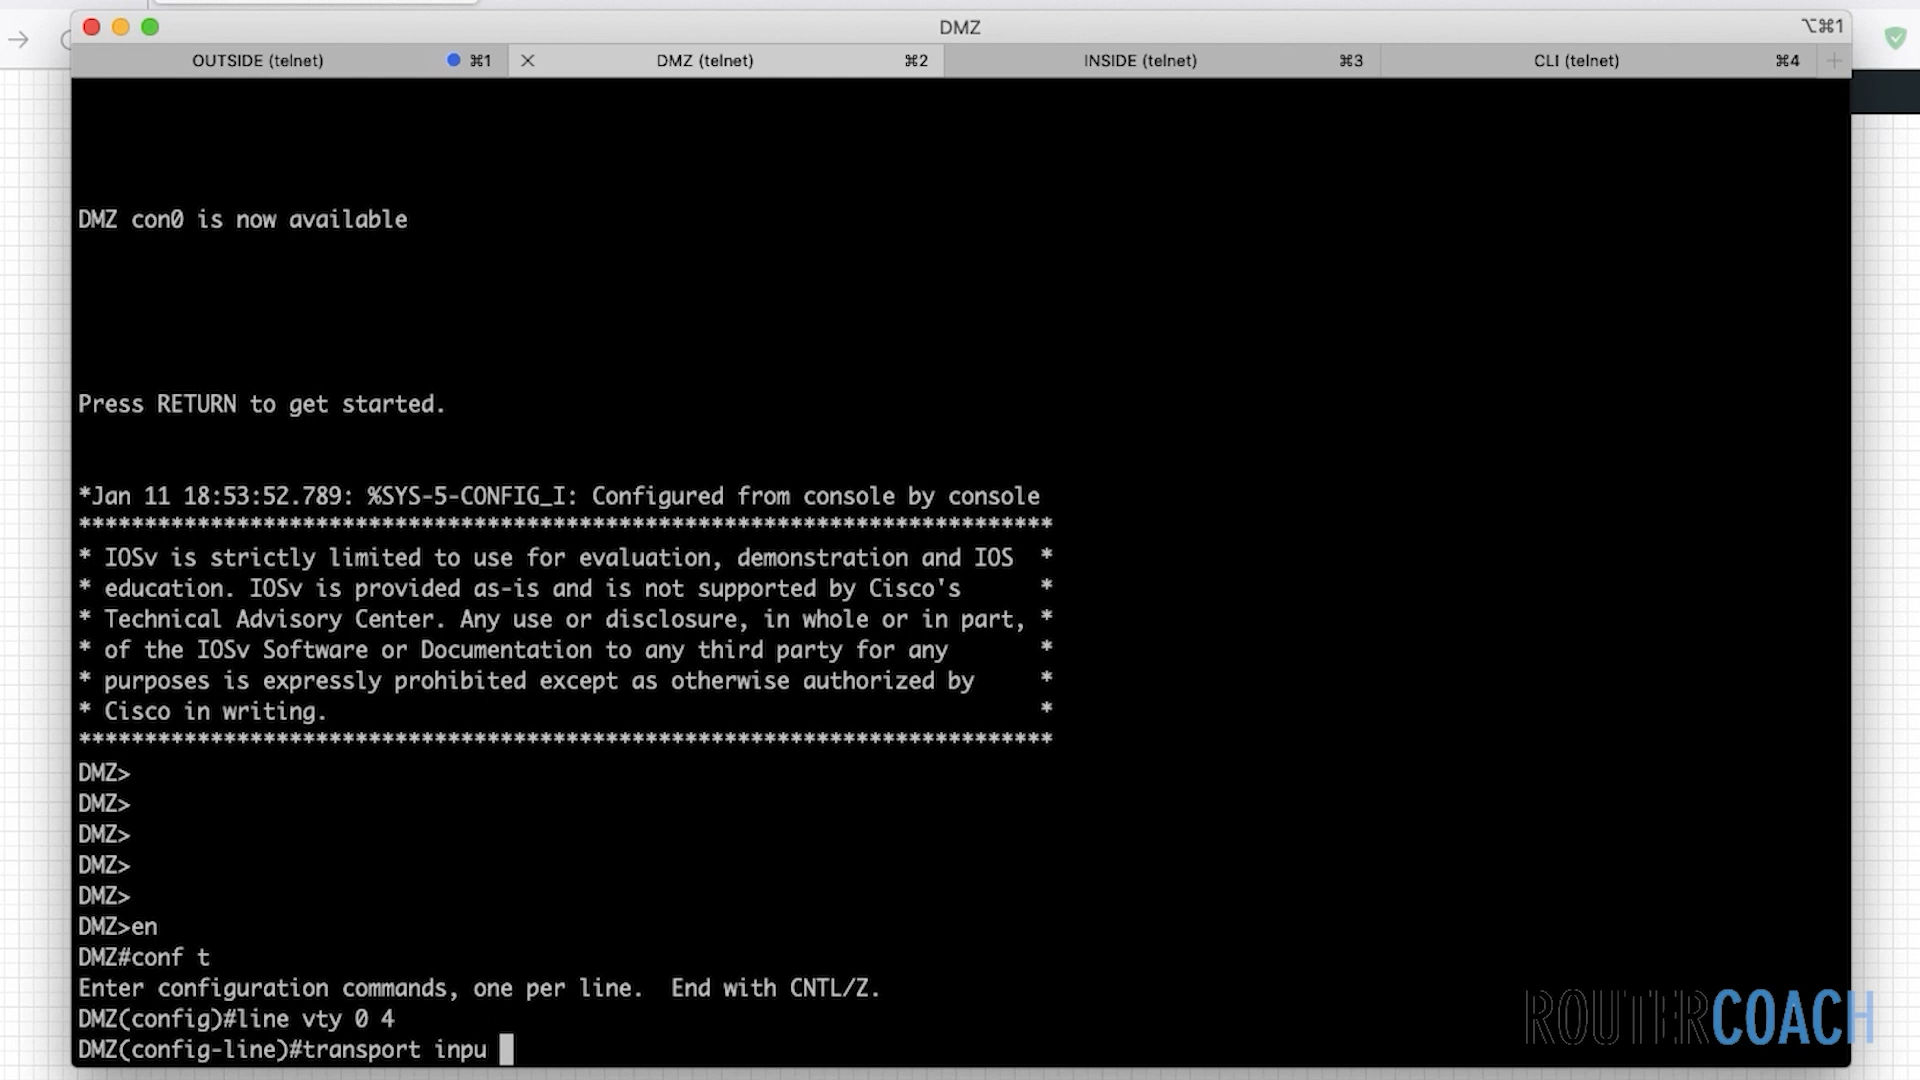 DMZ
⌥⌘1
OUTSIDE (telnet) ⌘1
DMZ (telnet) ⌘2
INSIDE (telnet) ⌘3
CLI (telnet) ⌘4
DMZ con0 is now available
Press RETURN to get started.
*Jan 11 18:53:52.789: %SYS-5-CONFIG_I: Configured from console by console
**************************************************************************
* IOSv is strictly limited to use for evaluation, demonstration and IOS  *
* education. IOSv is provided as-is and is not supported by Cisco's      *
* Technical Advisory Center. Any use or disclosure, in whole or in part, *
* of the IOSv Software or Documentation to any third party for any       *
* purposes is expressly prohibited except as otherwise authorized by     *
* Cisco in writing.                                                      *
**************************************************************************
DMZ>
DMZ>
DMZ>
DMZ>
DMZ>
DMZ>en
DMZ#conf t
Enter configuration commands, one per line.  End with CNTL/Z.
DMZ(config)#line vty 0 4
DMZ(config-line)#transport inpu
ROUTERCOACH